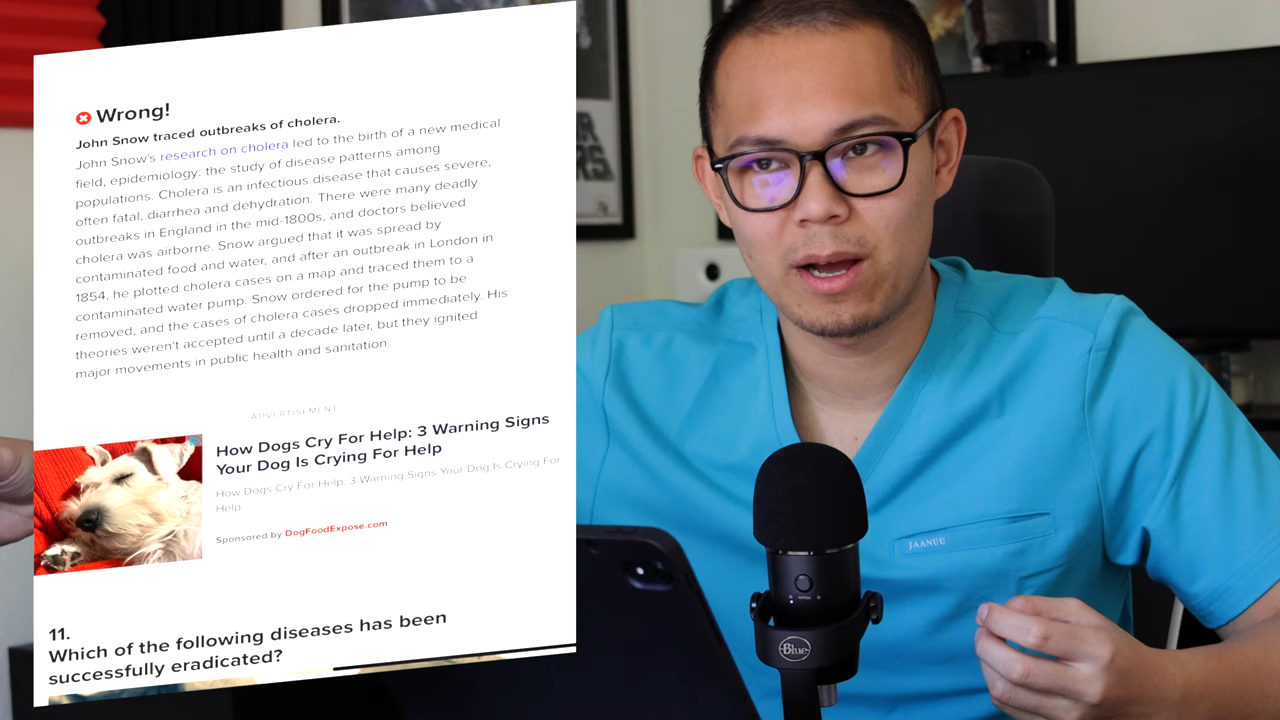 Wrong!
John Snow traced outbreaks of cholera.
John Snow's research on cholera led to the birth of a new medical
field, epidemiology: the study of disease patterns among
populations. Cholera is an infectious disease that causes severe,
often fatal, diarrhea and dehydration. There were many deadly
outbreaks in England in the mid-1800s, and doctors believed
cholera was airborne. Snow argued that it was spread by
contaminated food and water, and after an outbreak in London in
1854, he plotted cholera cases on a map and traced them to a
contaminated water pump. Snow ordered for the pump to be
removed, and the cases of cholera cases dropped immediately. His
theories weren't accepted until a decade later, but they ignited
major movements in public health and sanitation.
ADVERTISEMENT
How Dogs Cry For Help: 3 Warning Signs
Your Dog Is Crying For Help
How Dogs Cry For Help: 3 Warning Signs Your Dog Is Crying For
Help
Sponsored by DogFoodExpose.com
11.
Which of the following diseases has been
successfully eradicated?
JAANUU
Blue